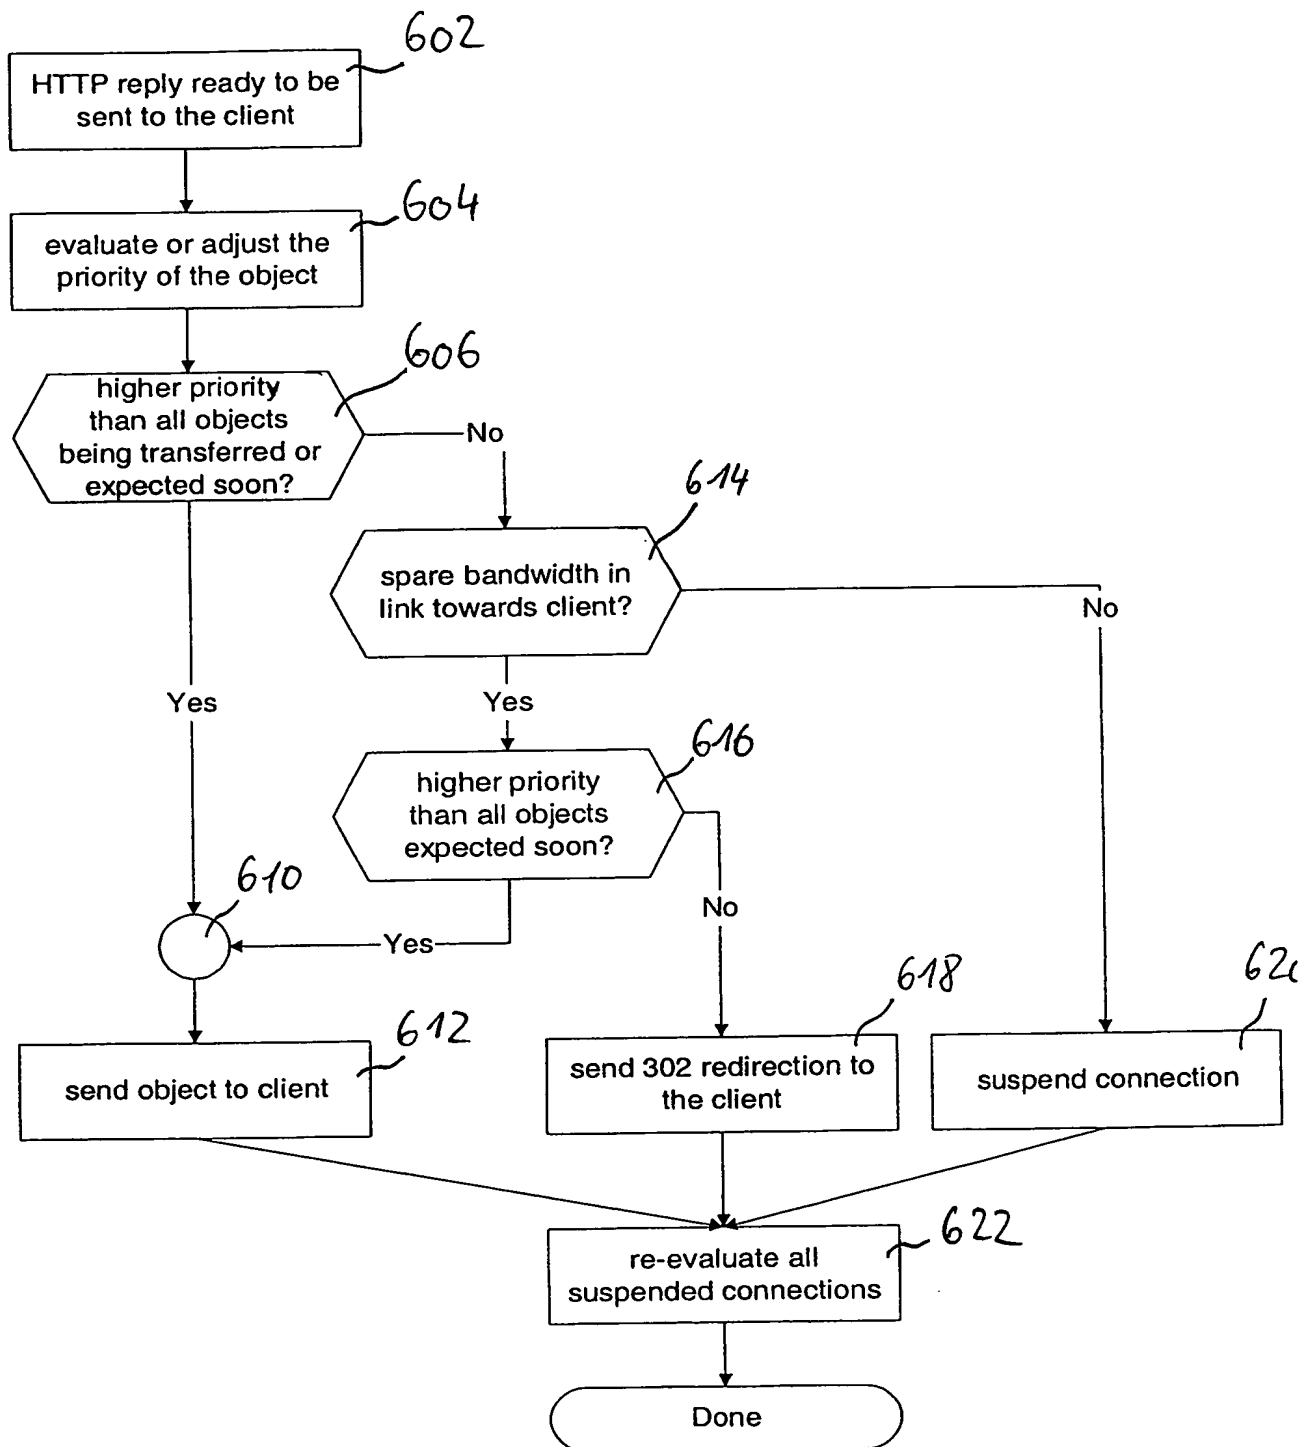 602
HTTP reply ready to be
sent to the client
604
evaluate or adjust the
priority of the object
606
higher priority
than all objects
being transferred or
expected soon?
No
614
spare bandwidth in
link towards client?
No
Yes
Yes
616
higher priority
than all objects
expected soon?
610
No
Yes
618
612
send object to client
send 302 redirection to
the client
suspend connection
622
re-evaluate all
suspended connections
Done